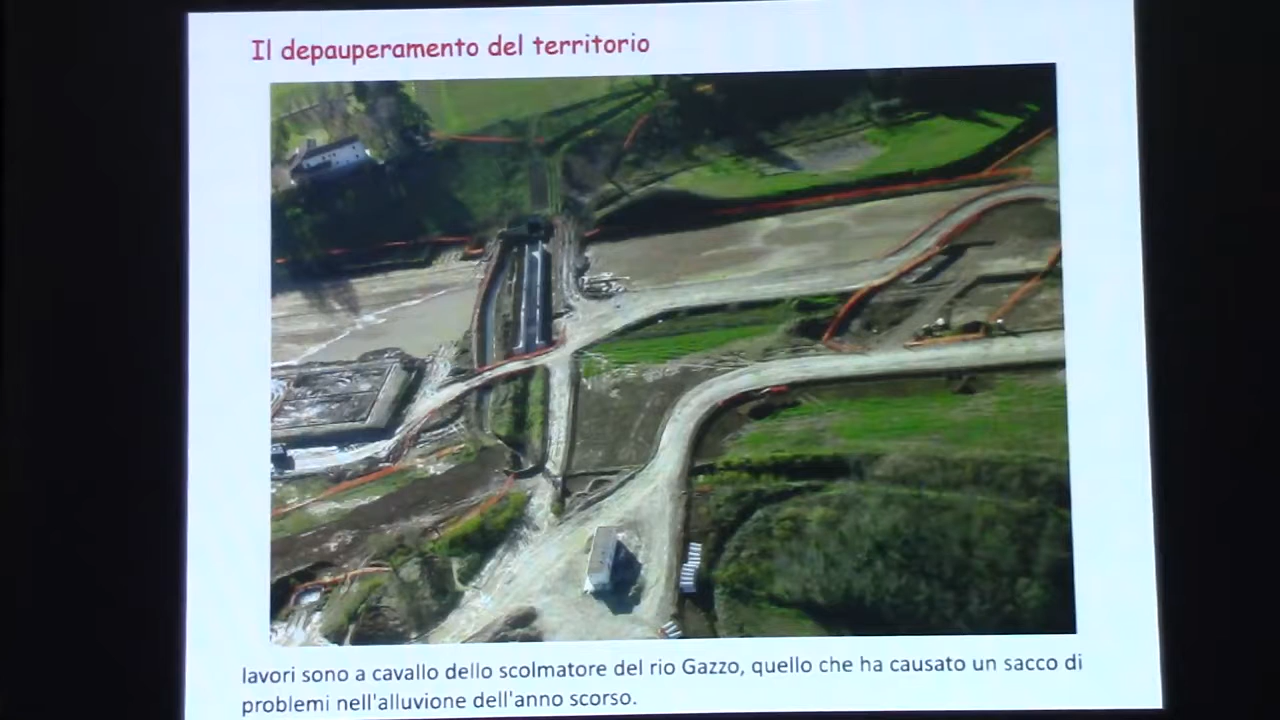 Il depauperamento del territorio
lavori sono a cavallo dello scolmatore del rio Gazzo, quello che ha causato un sacco di
problemi nell'alluvione dell'anno scorso.